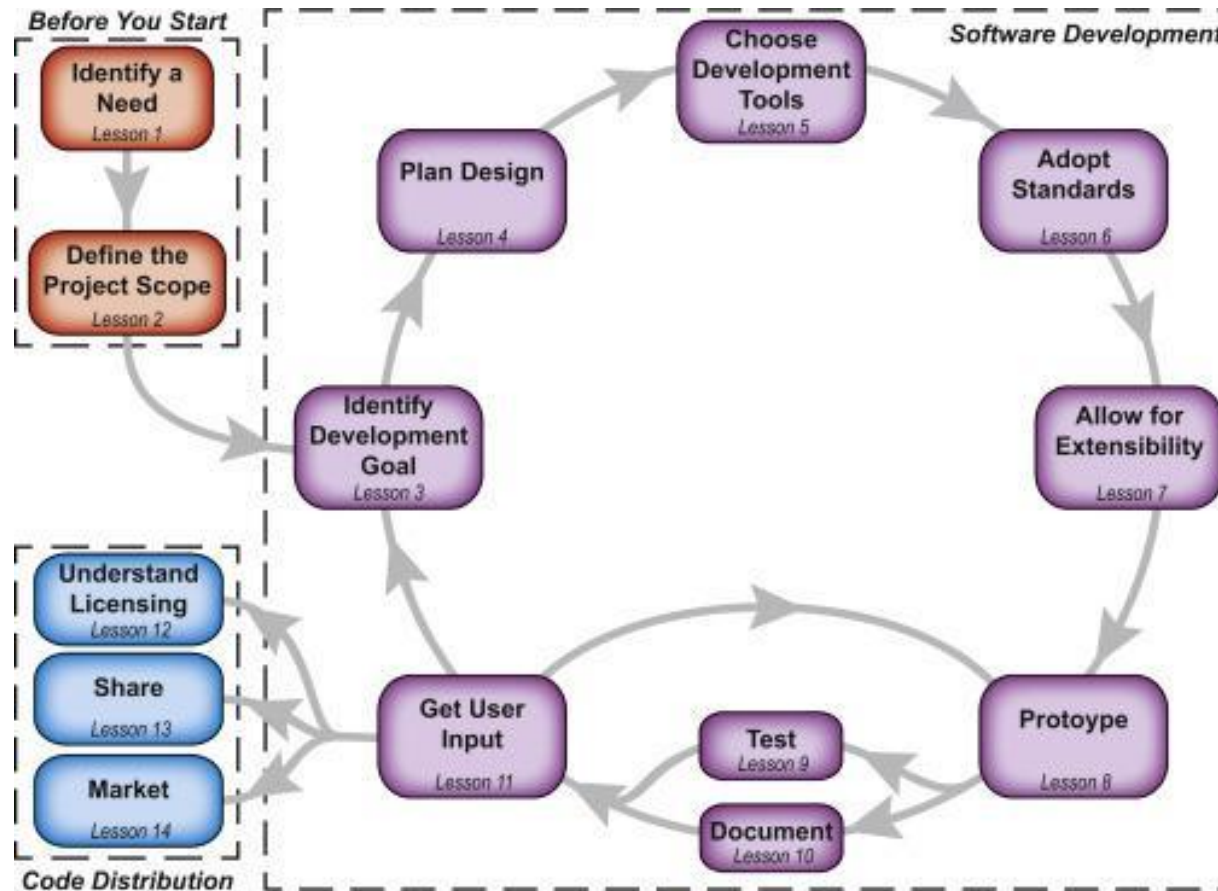 Before You Start
Identify a
Need
Lesson 1
Define the
Project Scope
Lesson 2
Software Development
Identify
Development
Goal
Lesson 3
Plan Design
Lesson 4
Choose
Development
Tools
Lesson 5
Adopt
Standards
Lesson 6
Allow for
Extensibility
Lesson 7
Protoype
Lesson 8
Test
Lesson 9
Document
Lesson 10
Get User
Input
Lesson 11
Understand
Licensing
Lesson 12
Share
Lesson 13
Market
Lesson 14
Code Distribution